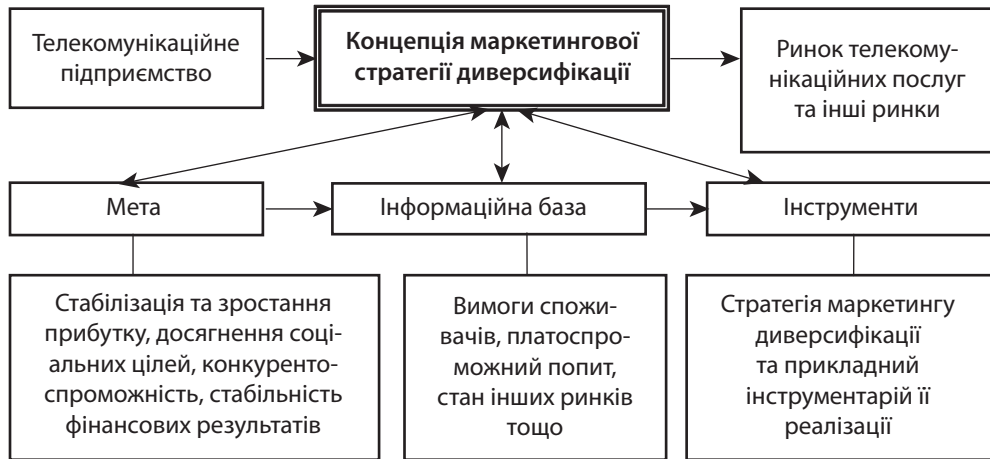 Телекомунікаційне
підприємство
Концепція маркетингової
стратегії диверсифікації
Ринок телекому-
нікаційних послуг
та інші ринки
Мета
Інформаційна база
Інструменти
Стабілізація та зростання
прибутку, досягнення соці-
альних цілей, конкуренто-
спроможність, стабільність
фінансових результатів
Вимоги спожи-
вачів, платоспро-
можний попит,
стан інших ринків
тощо
Стратегія маркетингу
диверсифікації
та прикладний
інструментарій її
реалізації